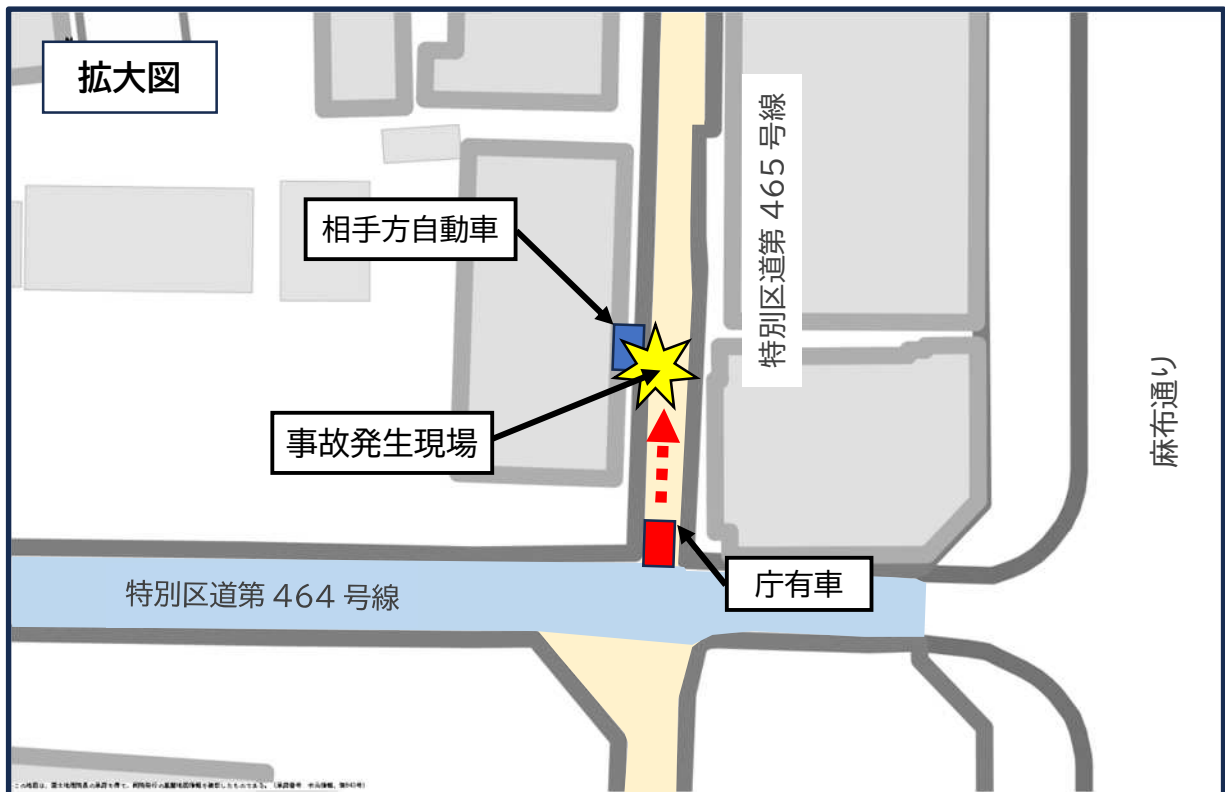 拡大図
特別区道第 465 号線
相手方自動車
事故発生現場
麻布通り
庁有車
特別区道第 464 号線